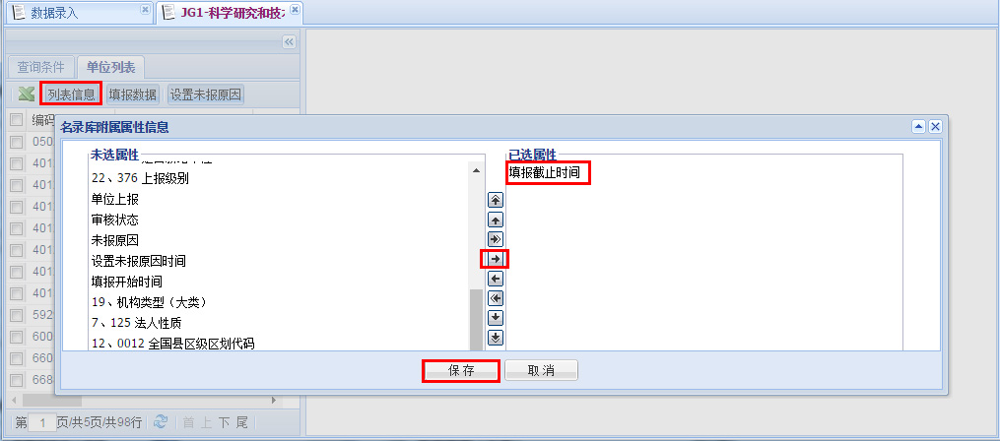 数据录入
JG1-科学研究和技
查询条件
单位列表
列表信息
填报数据
设置未报原因
编码
名录库附属属性信息
未选属性
已选属性
22、376 上报级别
单位上报
审核状态
未报原因
设置未报原因时间
填报开始时间
19、机构类型（大类）
7、125 法人性质
12、0012 全国县区级区划代码
填报截止时间
050
401
401
401
401
401
401
401
592
600
660
668
保存
取消
第 1 页/共5页/共98行
首 上 下 尾